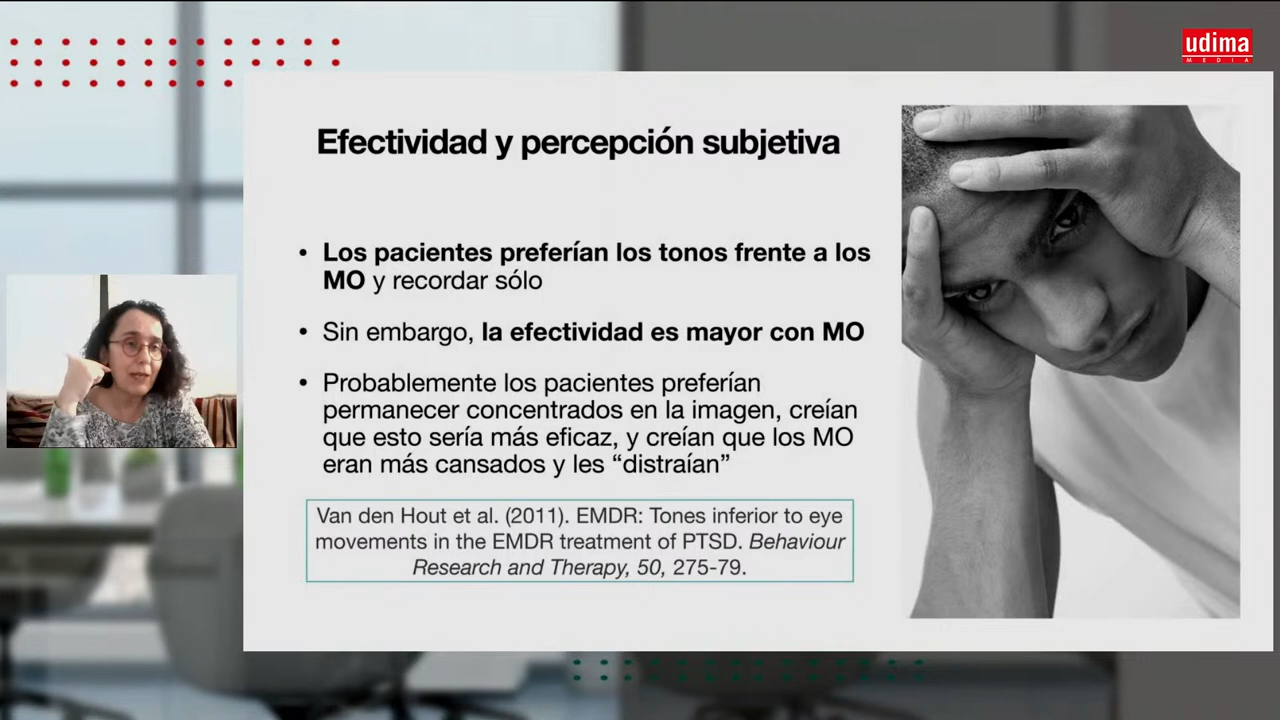 udima
MEDIA
Efectividad y percepción subjetiva
• Los pacientes preferían los tonos frente a los
MO y recordar sólo
• Sin embargo, la efectividad es mayor con MO
• Probablemente los pacientes preferían
permanecer concentrados en la imagen, creían
que esto sería más eficaz, y creían que los MO
eran más cansados y les “distraían”
Van den Hout et al. (2011). EMDR: Tones inferior to eye
movements in the EMDR treatment of PTSD. Behaviour
Research and Therapy, 50, 275-79.